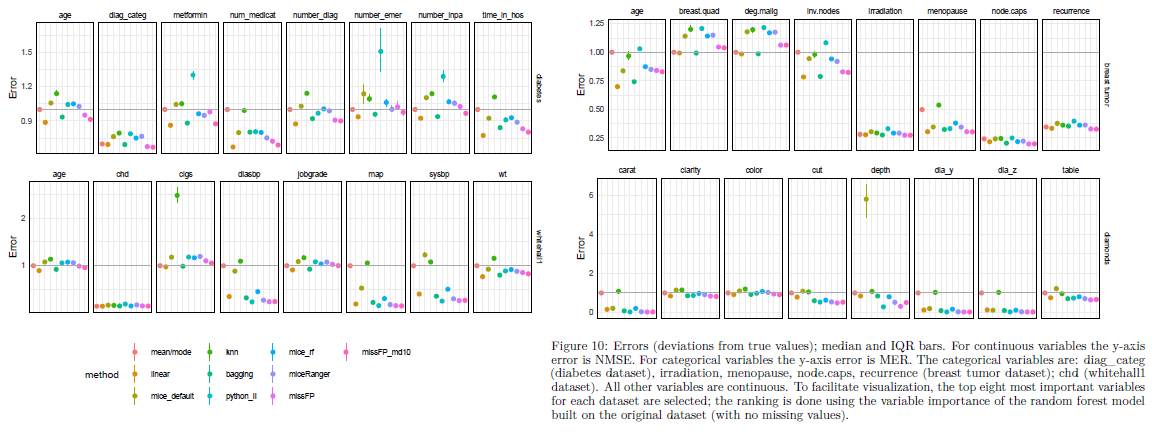 age diag_categ metformin num_medicat number_diag number_emer number_inpa time_in_hos
Error
1.5
1.2
1.0
0.9
diabetes
age chd cigs diasbp jobgrade map sysbp wt
Error
2
1
whitehall1
method
mean/mode knn mice_rf missFP_md10
linear bagging miceRanger
mice_default python_II missFP
age breast.quad deg.malig inv.nodes irradiation menopause node.caps recurrence
Error
1.25
1.00
0.75
0.50
0.25
breast tumor
carat clarity color cut depth dia_y dia_z table
Error
6
4
2
1
0
diamonds
Figure 10: Errors (deviations from true values); median and IQR bars. For continuous variables the y-axis
error is NMSE. For categorical variables the y-axis error is MER. The categorical variables are: diag_categ
(diabetes dataset), irradiation, menopause, node.caps, recurrence (breast tumor dataset); chd (whitehall1
dataset). All other variables are continuous. To facilitate visualization, the top eight most important variables
for each dataset are selected; the ranking is done using the variable importance of the random forest model
built on the original dataset (with no missing values).